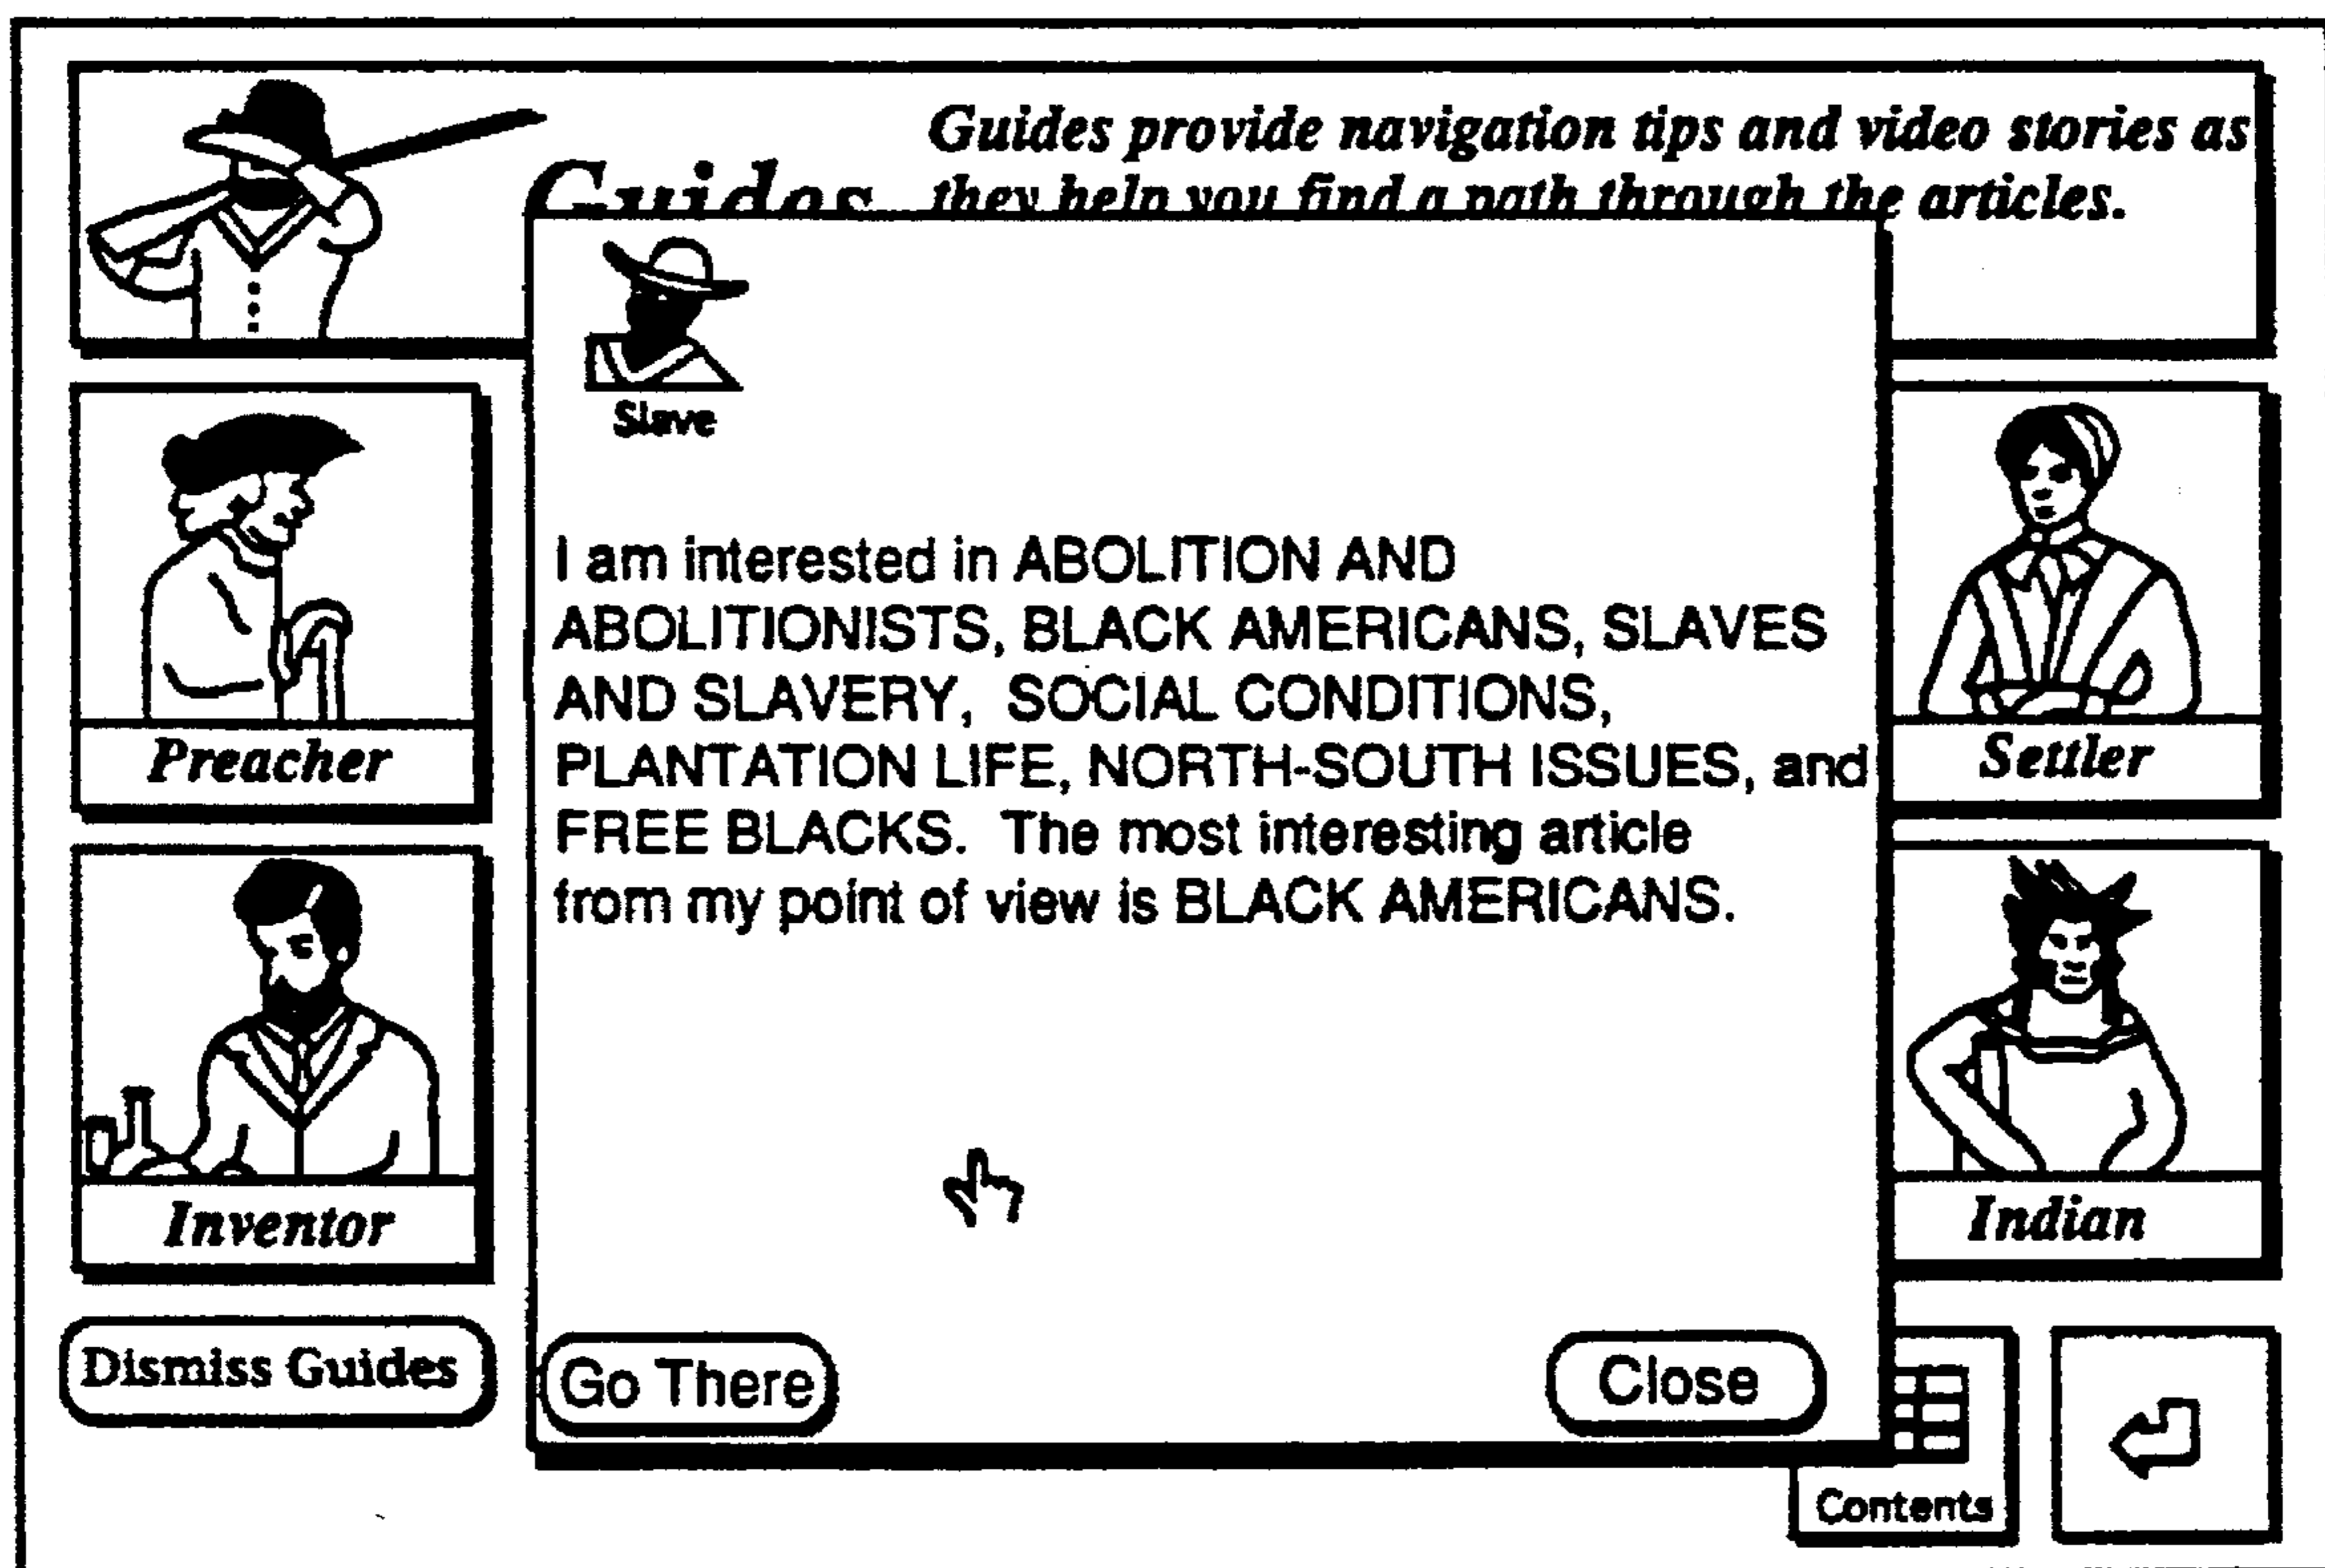 Guides provide navigation tips and video stories as
Guides they help you find a path through the articles.
Slave
I am interested in ABOLITION AND
ABOLITIONISTS, BLACK AMERICANS, SLAVES
AND SLAVERY, SOCIAL CONDITIONS,
PLANTATION LIFE, NORTH-SOUTH ISSUES, and
FREE BLACKS. The most interesting article
from my point of view is BLACK AMERICANS.
Preacher
Settler
Inventor
Indian
Dismiss Guides
Go There
Close
Contents